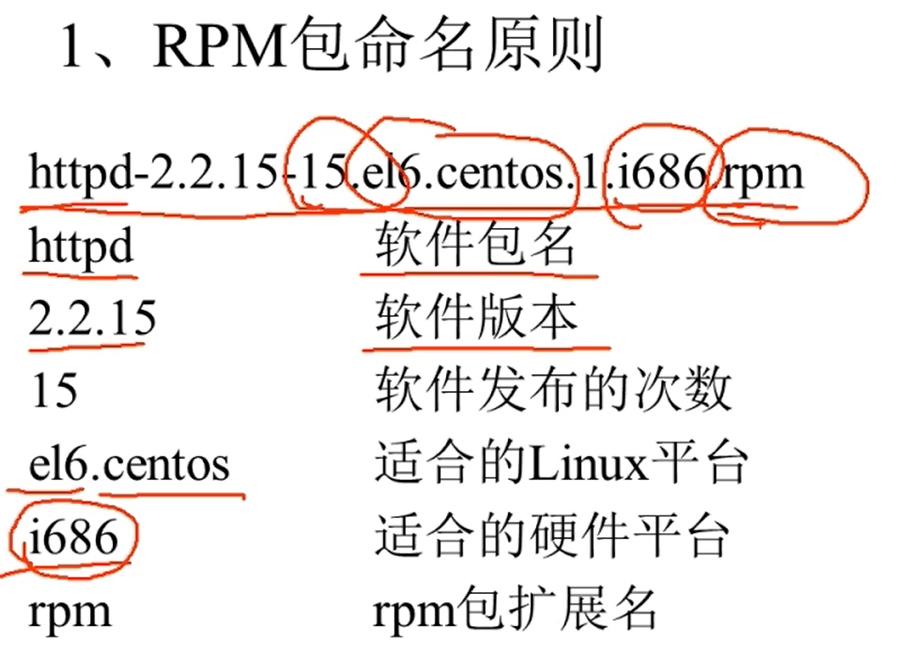 1、RPM包命名原则
httpd-2.2.15-15.el6.centos.1.i686.rpm
httpd 软件包名
2.2.15 软件版本
15 软件发布的次数
el6.centos 适合的Linux平台
i686 适合的硬件平台
rpm rpm包扩展名